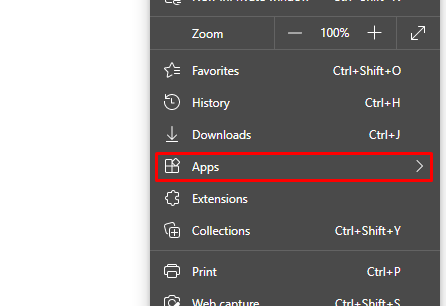 Zoom 100%
Favorites Ctrl+Shift+O
History Ctrl+H
Downloads Ctrl+J
Apps
Extensions
Collections Ctrl+Shift+Y
Print Ctrl+P
Web capture Ctrl+Shift+S